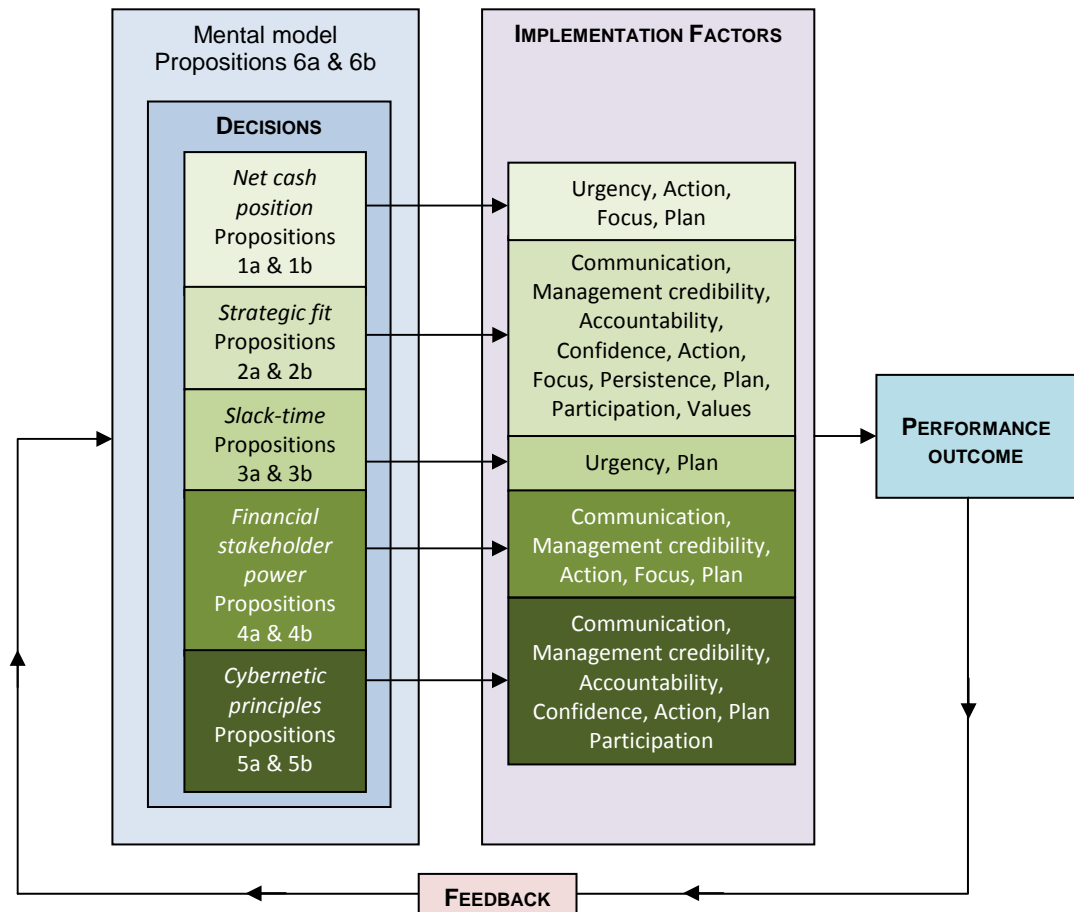 Mental model
Propositions 6a & 6b
DECISIONS
Net cash
position
Propositions
1a & 1b
Strategic fit
Propositions
2a & 2b
Slack-time
Propositions
3a & 3b
Financial
stakeholder
power
Propositions
4a & 4b
Cybernetic
principles
Propositions
5a & 5b
IMPLEMENTATION FACTORS
Urgency, Action,
Focus, Plan
Communication,
Management credibility,
Accountability,
Confidence, Action,
Focus, Persistence, Plan,
Participation, Values
Urgency, Plan
Communication,
Management credibility,
Action, Focus, Plan
Communication,
Management credibility,
Accountability,
Confidence, Action, Plan
Participation
PERFORMANCE
OUTCOME
FEEDBACK